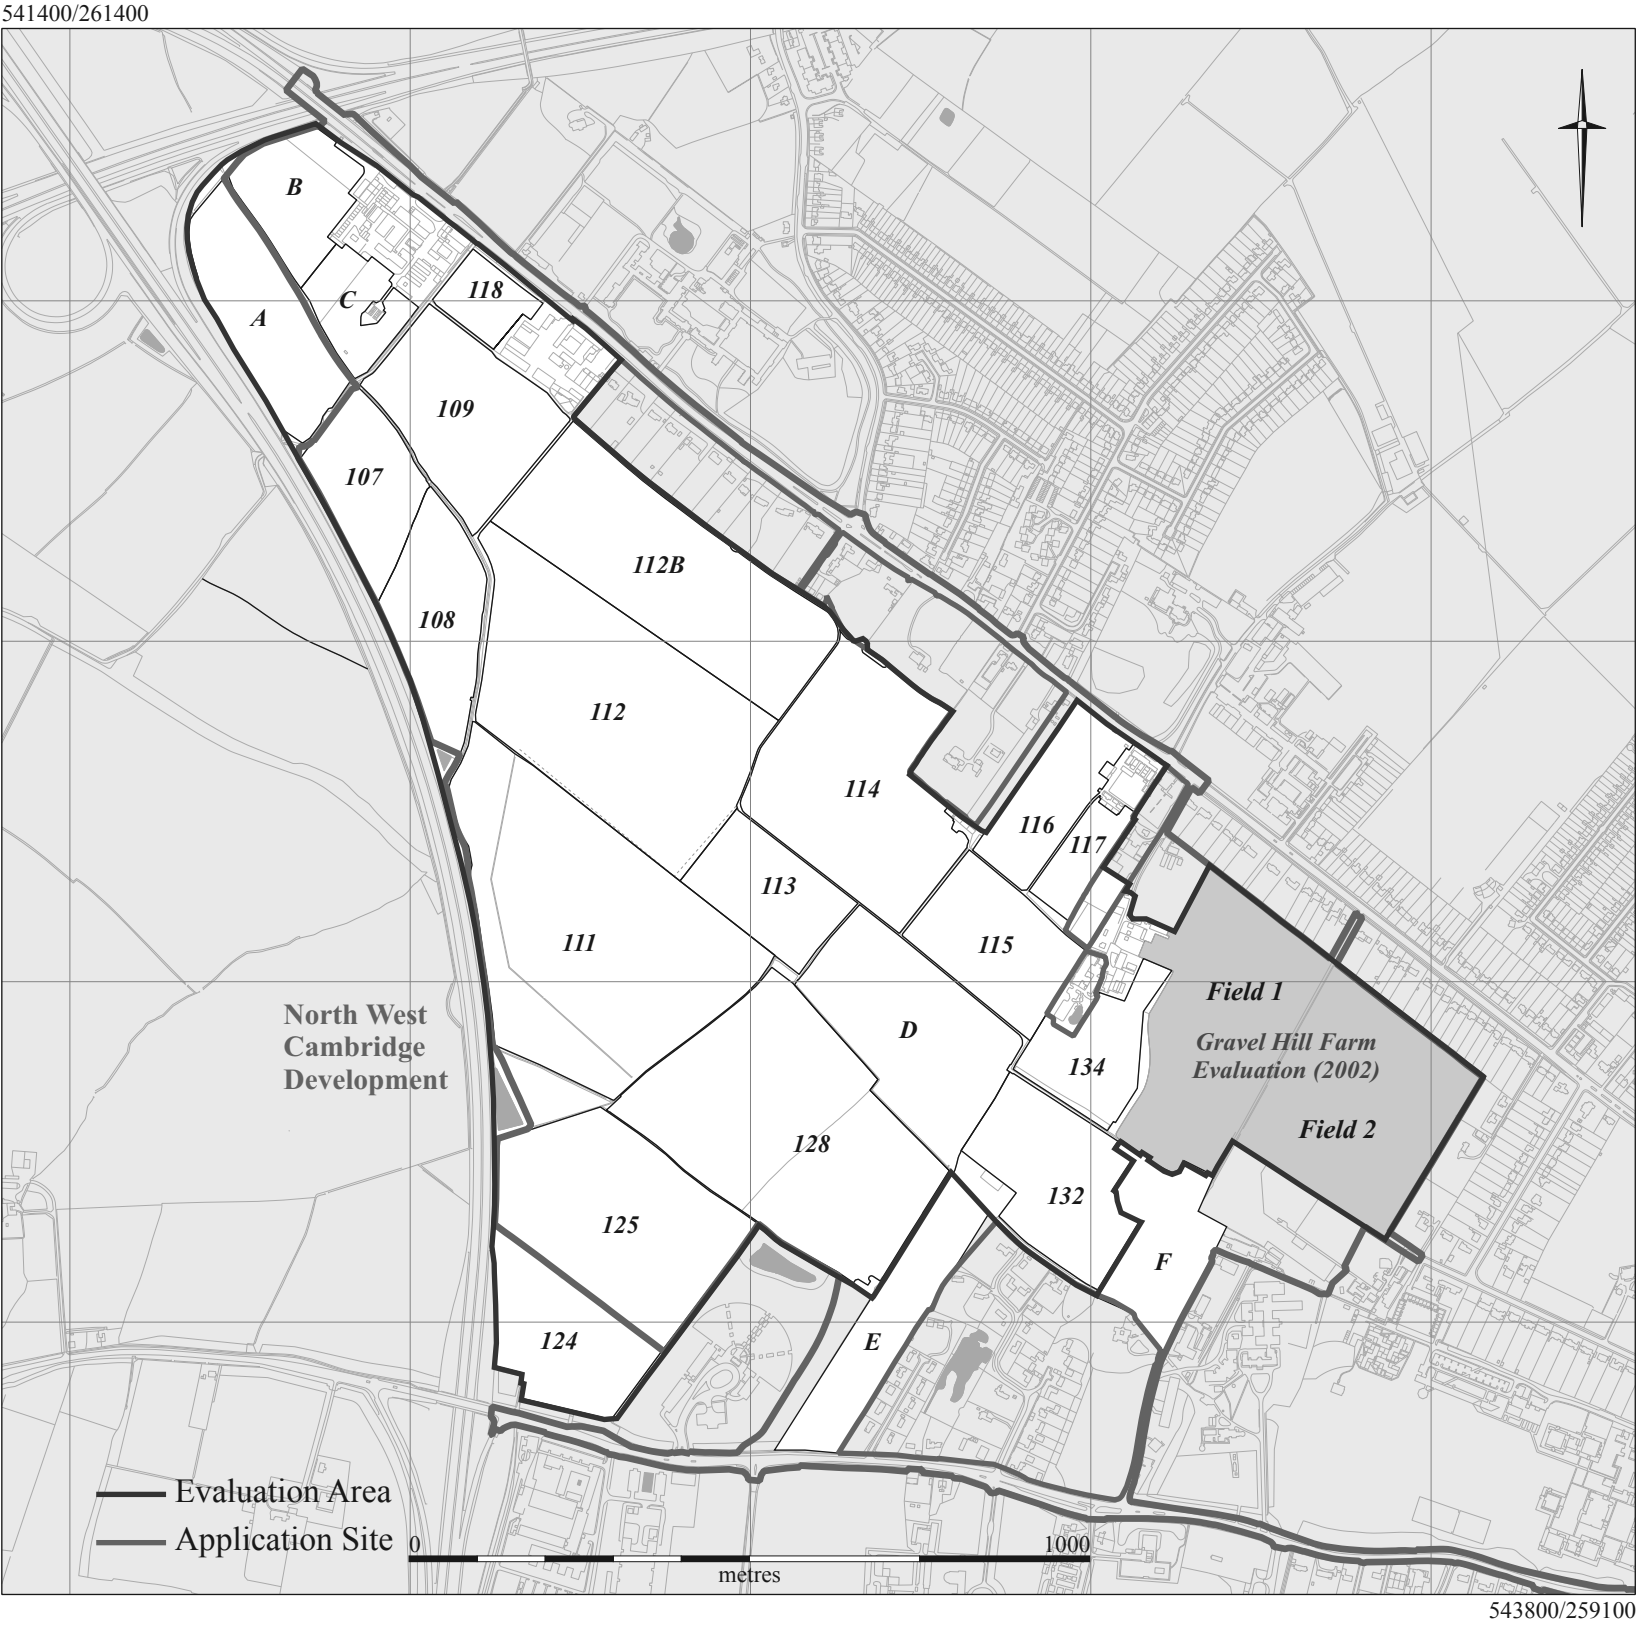 541400/261400
B
118
C
A
109
107
112B
108
112
114
116
117
113
111
115
Field 1
North West
Cambridge
Development
D
Gravel Hill Farm
Evaluation (2002)
134
Field 2
128
132
125
F
124
E
Evaluation Area
Application Site
0
1000
metres
543800/259100